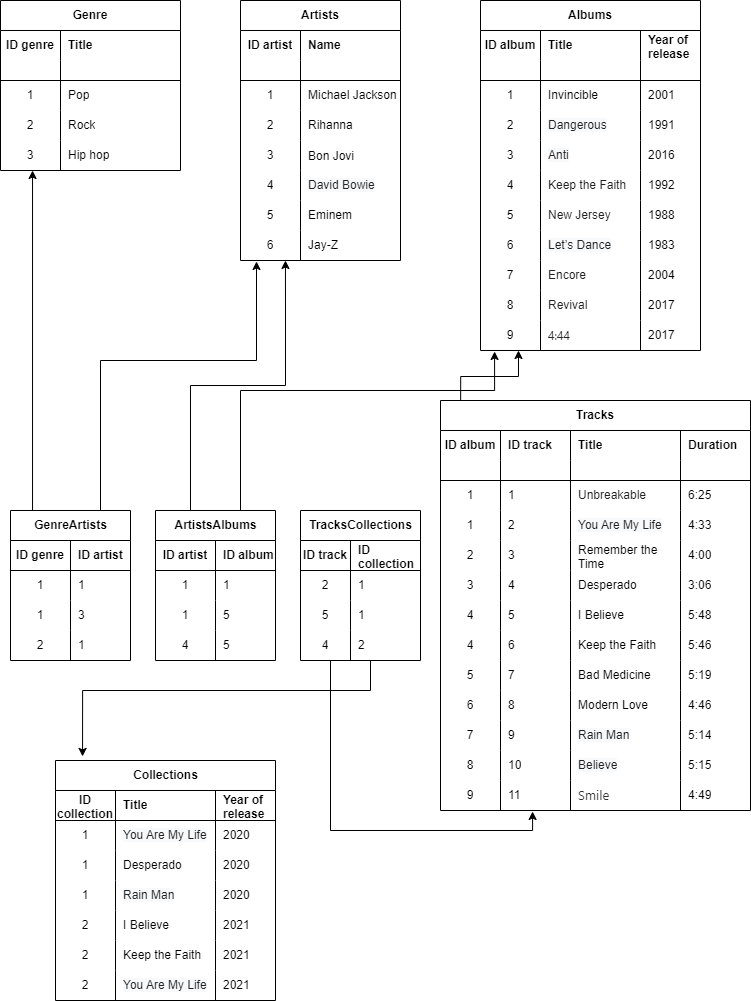 Genre
ID genre Title
1 Pop
2 Rock
3 Hip hop
Artists
ID artist Name
1 Michael Jackson
2 Rihanna
3 Bon Jovi
4 David Bowie
5 Eminem
6 Jay-Z
Albums
ID album Title Year of
release
1 Invincible 2001
2 Dangerous 1991
3 Anti 2016
4 Keep the Faith 1992
5 New Jersey 1988
6 Let's Dance 1983
7 Encore 2004
8 Revival 2017
9 4:44 2017
Tracks
ID album ID track Title Duration
1 1 Unbreakable 6:25
1 2 You Are My Life 4:33
2 3 Remember the
Time 4:00
3 4 Desperado 3:06
4 5 I Believe 5:48
4 6 Keep the Faith 5:46
5 7 Bad Medicine 5:19
6 8 Modern Love 4:46
7 9 Rain Man 5:14
8 10 Believe 5:15
9 11 Smile 4:49
GenreArtists
ID genre ID artist
1 1
1 3
2 1
ArtistsAlbums
ID artist ID album
1 1
1 5
4 5
TracksCollections
ID track ID
collection
2 1
5 1
4 2
Collections
ID
collection Title Year of
release
1 You Are My Life 2020
1 Desperado 2020
1 Rain Man 2020
2 I Believe 2021
2 Keep the Faith 2021
2 You Are My Life 2021